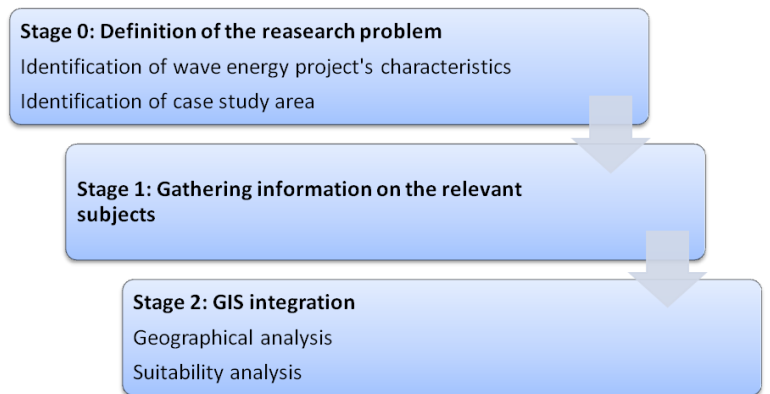 Stage 0: Definition of the reasearch problem
Identification of wave energy project's characteristics
Identification of case study area
Stage 1: Gathering information on the relevant
subjects
Stage 2: GIS integration
Geographical analysis
Suitability analysis